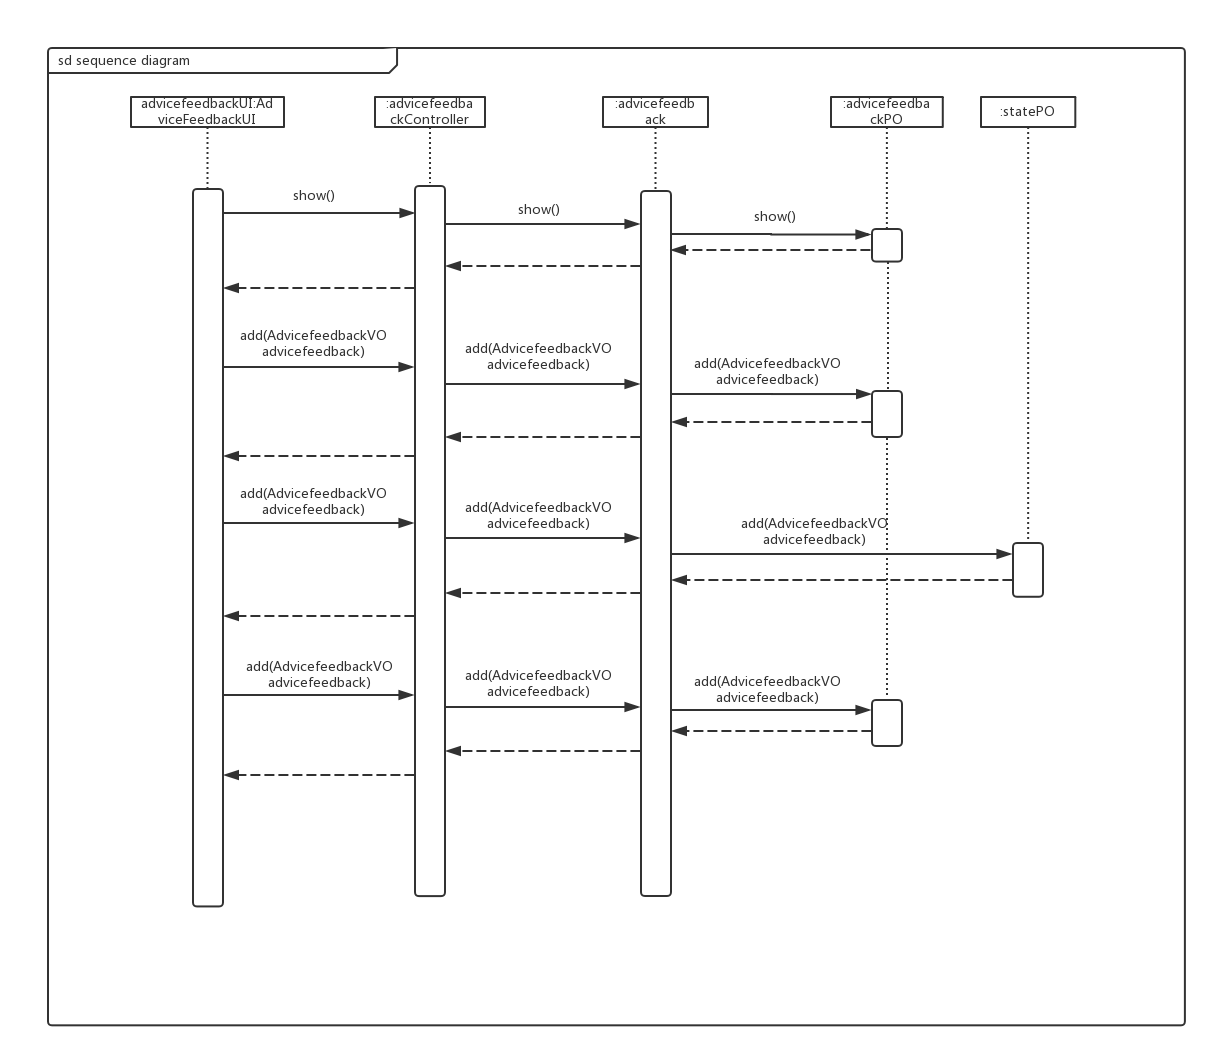 sd sequence diagram
advicefeedbackUI:Ad
viceFeedbackUI
:advicefeedba
ckController
:advicefeedb
ack
:advicefeedba
ckPO
:statePO
show()
show()
show()
add(AdvicefeedbackVO
advicefeedback)
add(AdvicefeedbackVO
advicefeedback)
add(AdvicefeedbackVO
advicefeedback)
add(AdvicefeedbackVO
advicefeedback)
add(AdvicefeedbackVO
advicefeedback)
add(AdvicefeedbackVO
advicefeedback)
add(AdvicefeedbackVO
advicefeedback)
add(AdvicefeedbackVO
advicefeedback)
add(AdvicefeedbackVO
advicefeedback)